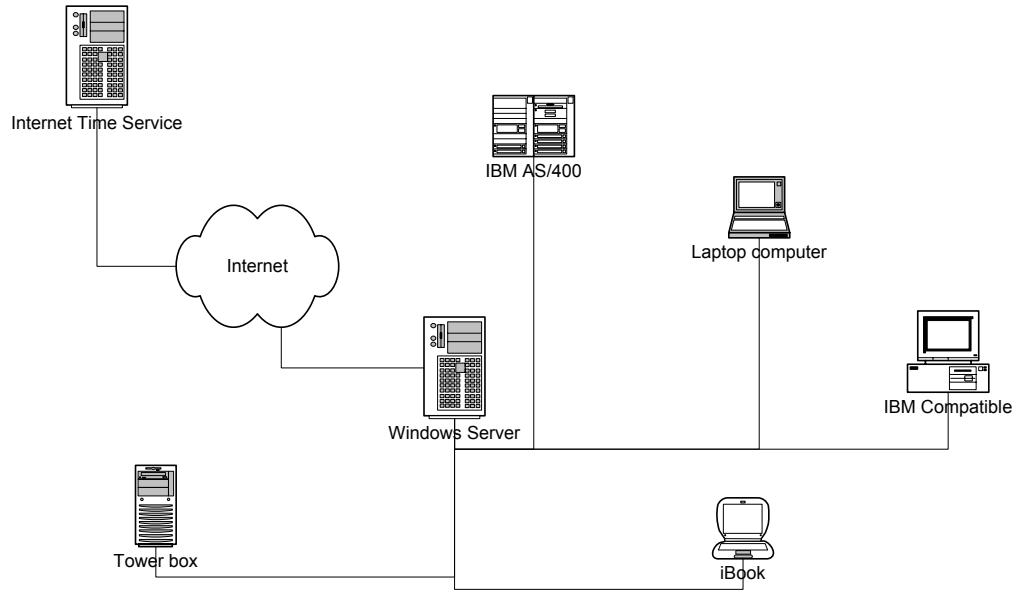 Internet Time Service
IBM AS/400
Laptop computer
Internet
IBM Compatible
Windows Server
Tower box
iBook